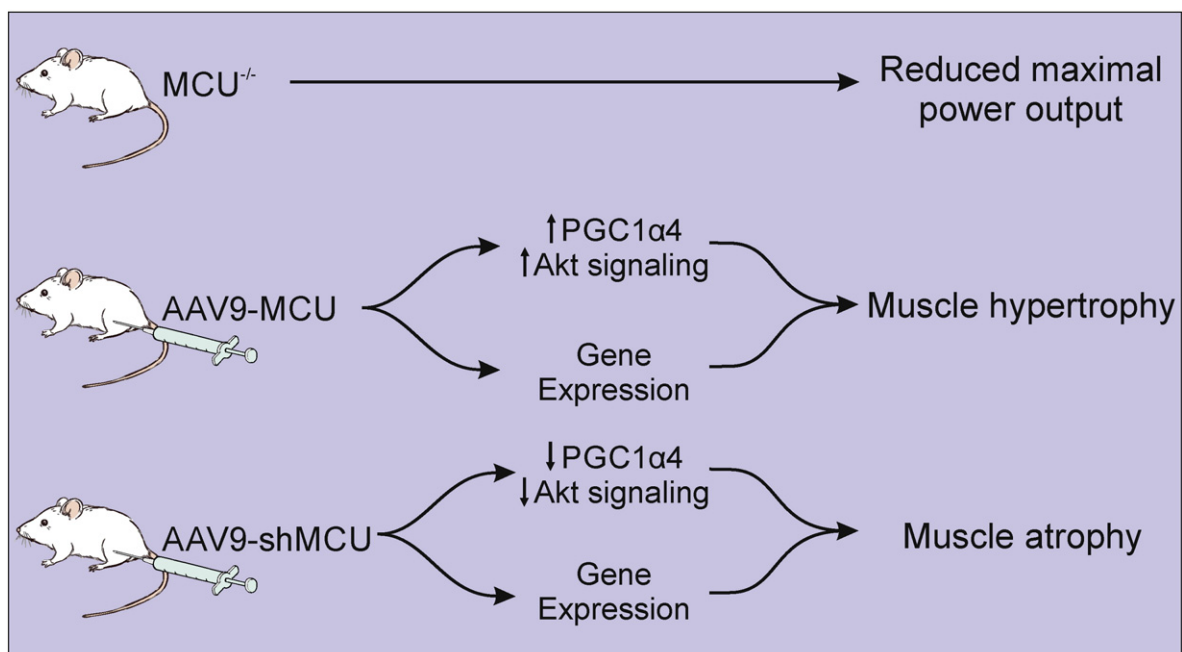 MCU-/-
Reduced maximal
power output
AAV9-MCU
↑PGC1α4
↑Akt signaling
Gene
Expression
Muscle hypertrophy
AAV9-shMCU
↓PGC1α4
↓Akt signaling
Gene
Expression
Muscle atrophy